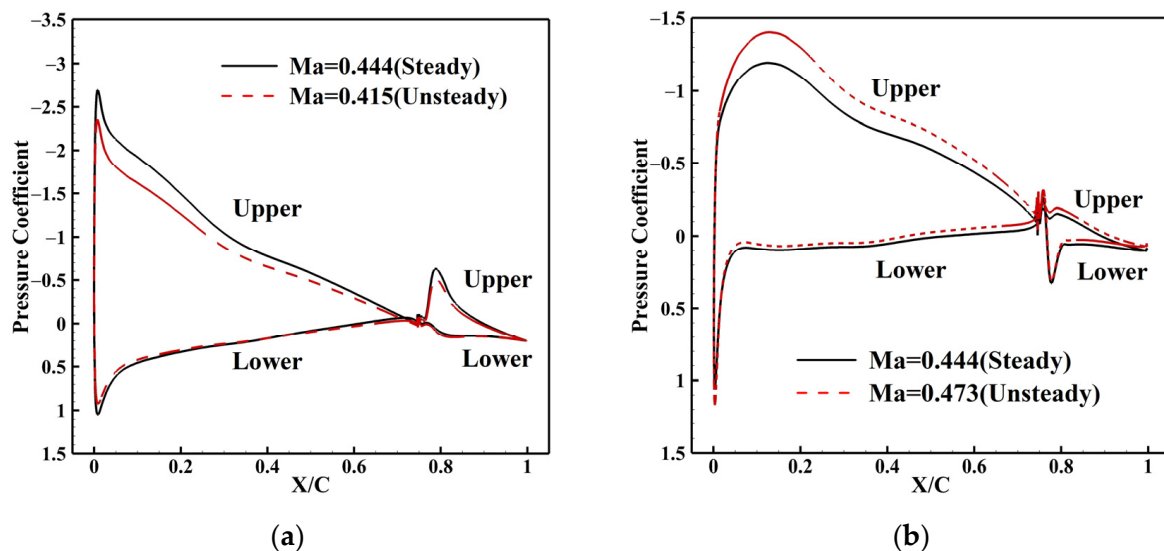 −3.5
−3
−2.5
−2
−1.5
−1
−0.5
0
0.5
1
1.5
Pressure Coefficient
Ma=0.444(Steady)
Ma=0.415(Unsteady)
Upper
Upper
Lower
Lower
0 0.2 0.4 0.6 0.8 1
X/C
(a)
−1.5
−1
−0.5
0
0.5
1
1.5
Pressure Coefficient
Upper
Upper
Lower
Lower
Ma=0.444(Steady)
Ma=0.473(Unsteady)
0 0.2 0.4 0.6 0.8 1
X/C
(b)